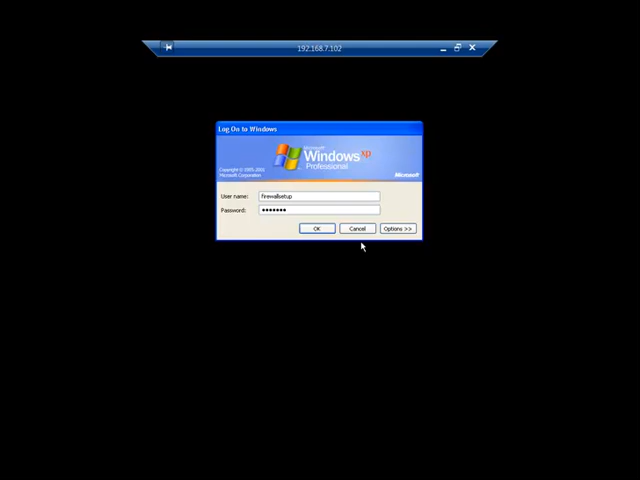 192.168.7.102
Log On to Windows
Copyright © 1985-2001
Microsoft Corporation
Microsoft
Windows xp
Professional
Microsoft
User name: firewallsetup
Password: •••••••
OK Cancel Options >>